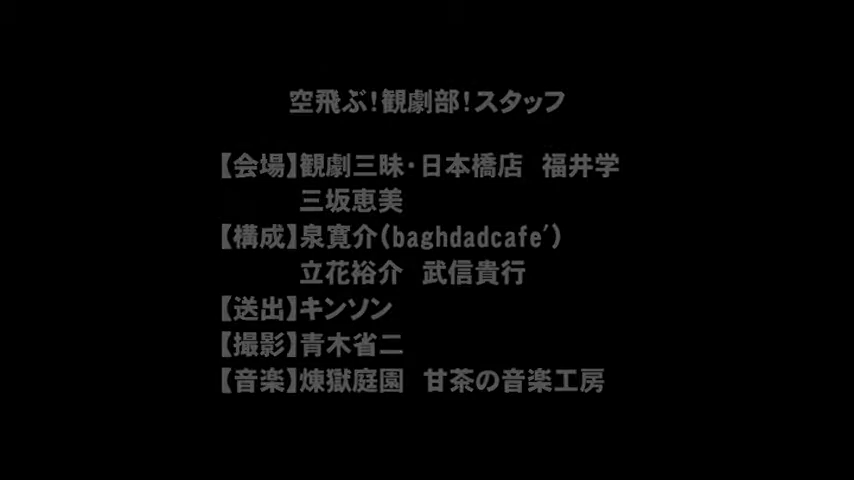 空飛ぶ!観劇部!スタッフ
【会場】観劇三昧・日本橋店　福井学
三坂恵美
【構成】泉寛介(baghdadcafe')
立花裕介　武信貴行
【送出】キンソン
【撮影】青木省二
【音楽】煉獄庭園　甘茶の音楽工房